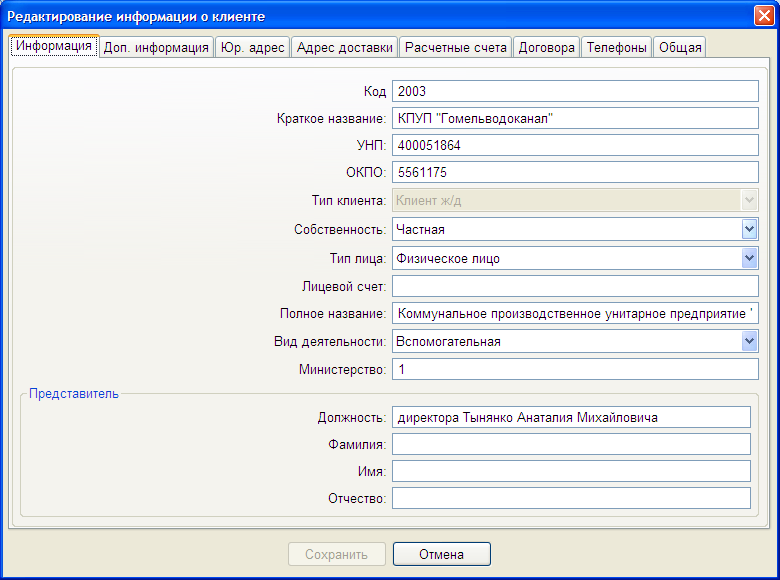 Редактирование информации о клиенте
Информация Доп. информация Юр. адрес Адрес доставки Расчетные счета Договора Телефоны Общая
Код 2003
Краткое название: КПУП "Гомельводоканал"
УНП: 400051864
ОКПО: 5561175
Тип клиента: Клиент ж/д
Собственность: Частная
Тип лица: Физическое лицо
Лицевой счет:
Полное название: Коммунальное производственное унитарное предприятие "
Вид деятельности: Вспомогательная
Министерство: 1
Представитель
Должность: директора Тынянко Анаталия Михайловича
Фамилия:
Имя:
Отчество:
Сохранить Отмена